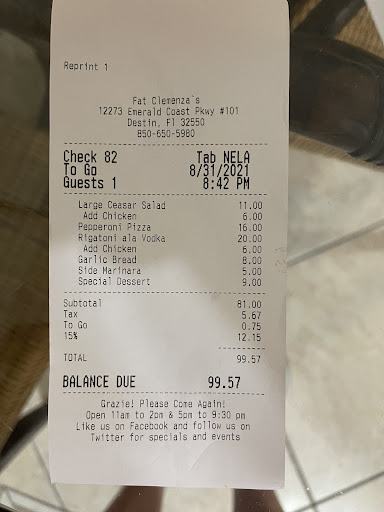 Reprint 1
Fat Clemenza's
12273 Emerald Coast Pkwy #101
Destin, Fl 32550
850-650-5980
Check 82 Tab NELA
To Go 8/31/2021
Guests 1 8:42 PM
Large Ceasar Salad 11.00
Add Chicken 6.00
Pepperoni Pizza 16.00
Rigatoni ala Vodka 20.00
Add Chicken 6.00
Garlic Bread 8.00
Side Marinara 5.00
Special Dessert 9.00
Subtotal 81.00
Tax 5.67
To Go 0.75
15% 12.15
TOTAL 99.57
BALANCE DUE 99.57
Grazie! Please Come Again!
Open 11am to 2pm & 5pm to 9:30 pm
Like us on Facebook and follow us on
Twitter for specials and events